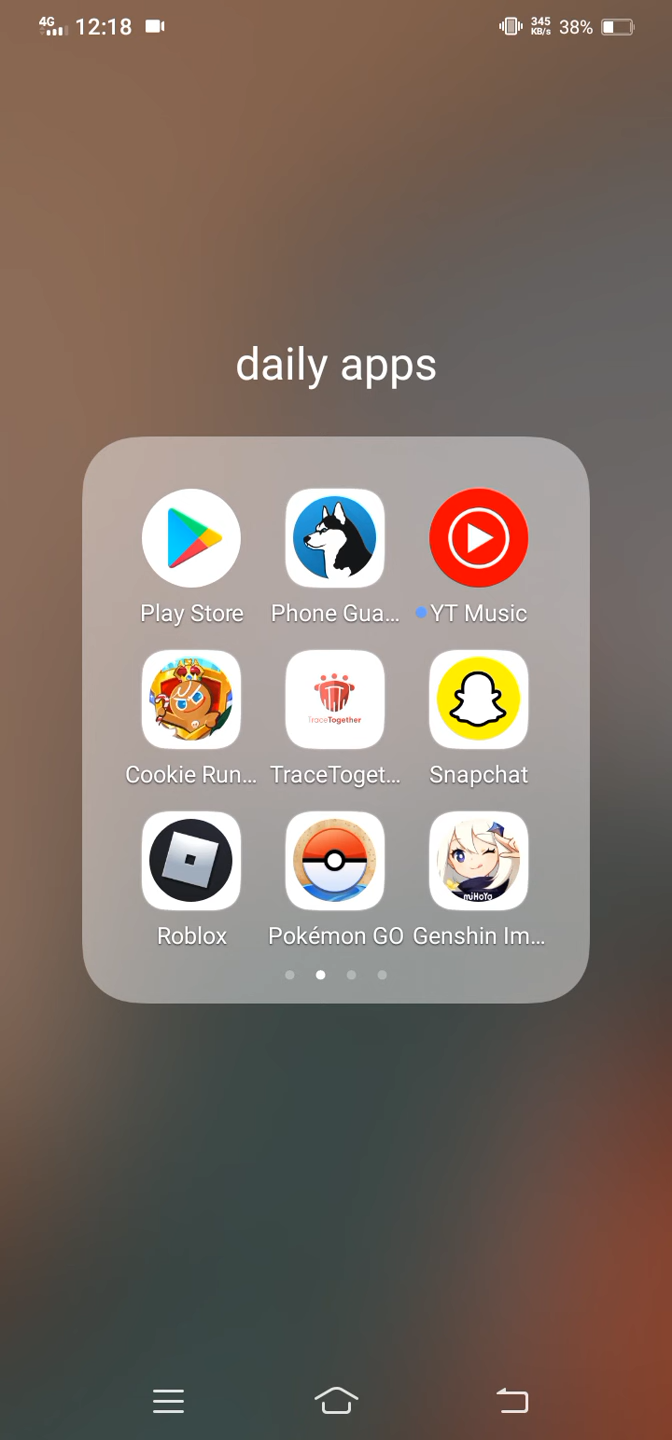 4G 12:18 345 KB/s 38%
daily apps
Play Store Phone Gua... YT Music
TraceTogether
Cookie Run... TraceToget... Snapchat
miHoYo
Roblox Pokémon GO Genshin Im...